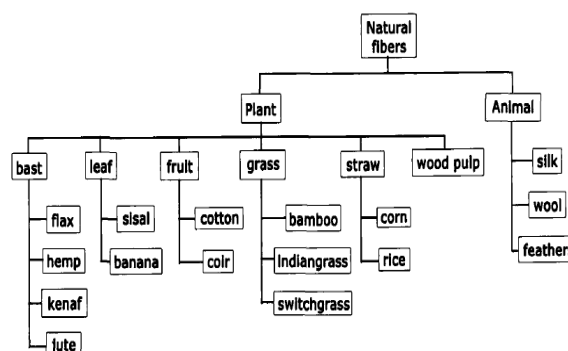 Natural
fibers
Plant
Animal
bast
leaf
fruit
grass
straw
wood pulp
silk
wool
feathers
flax
hemp
kenaf
jute
sisal
banana
cotton
coir
bamboo
Indiangrass
switchgrass
corn
rice